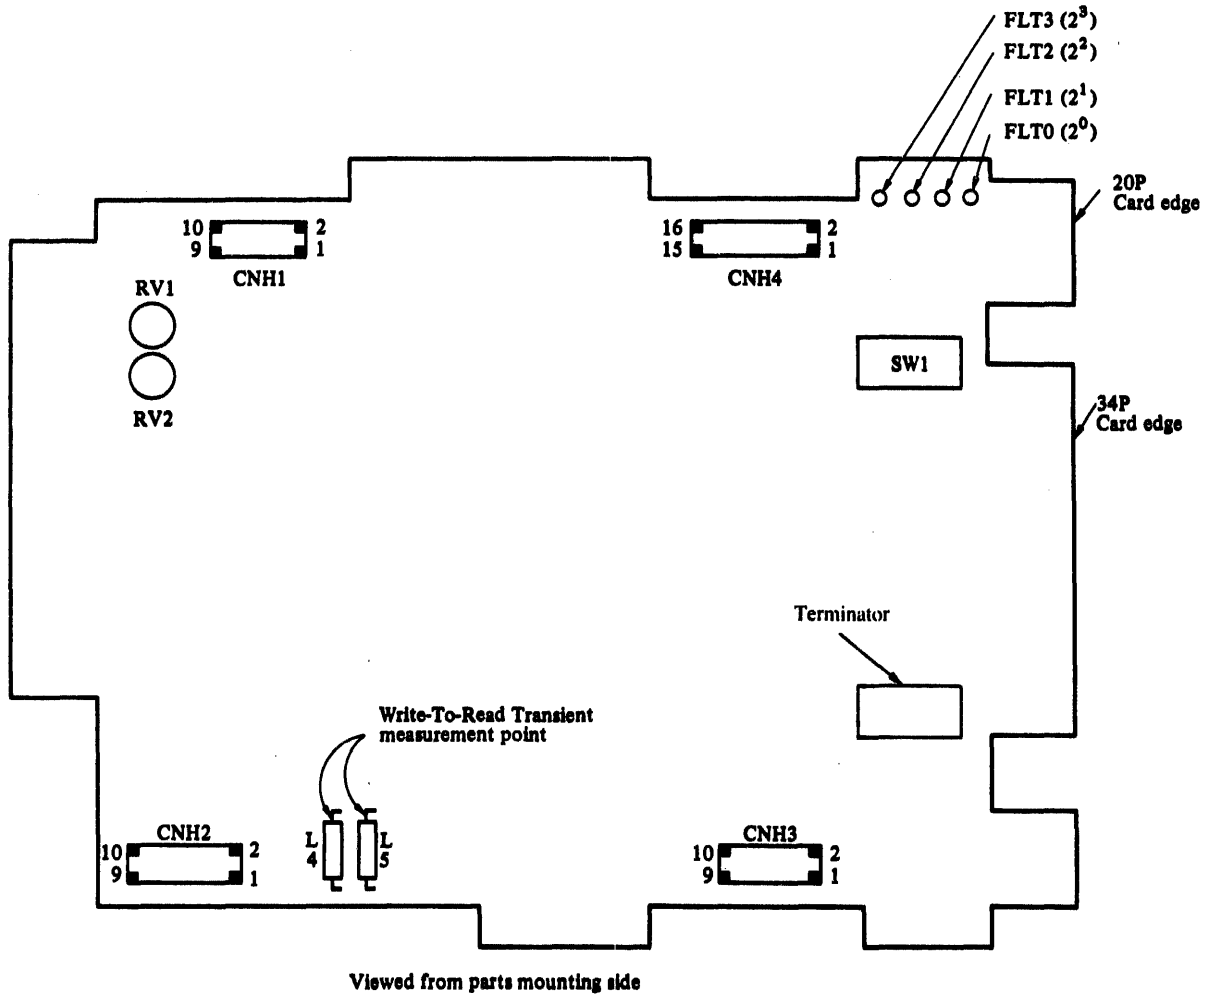 FLT3 (2³)
FLT2 (2²)
FLT1 (2¹)
FLT0 (2⁰)
20P
Card edge
10 2
9 1
CNH1
16 2
15 1
CNH4
RV1
RV2
SW1
34P
Card edge
Terminator
Write-To-Read Transient
measurement point
CNH2
10 2
9 1
L
4
L
5
CNH3
10 2
9 1
Viewed from parts mounting side